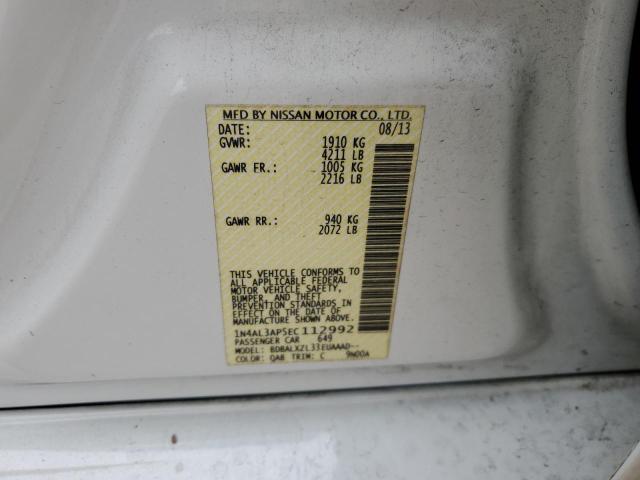 MFD BY NISSAN MOTOR CO., LTD.
DATE: 08/13
GVWR: 1910 KG
4211 LB
GAWR FR.: 1005 KG
2216 LB
GAWR RR.: 940 KG
2072 LB
THIS VEHICLE CONFORMS TO
ALL APPLICABLE FEDERAL
MOTOR VEHICLE SAFETY,
BUMPER, AND THEFT
PREVENTION STANDARDS IN
EFFECT ON THE DATE OF
MANUFACTURE SHOWN ABOVE.
1N4AL3AP5EC112992
PASSENGER CAR 649
MODEL: BDBALXZL33EUAAAD--
COLOR: QAB TRIM: C 9N00A